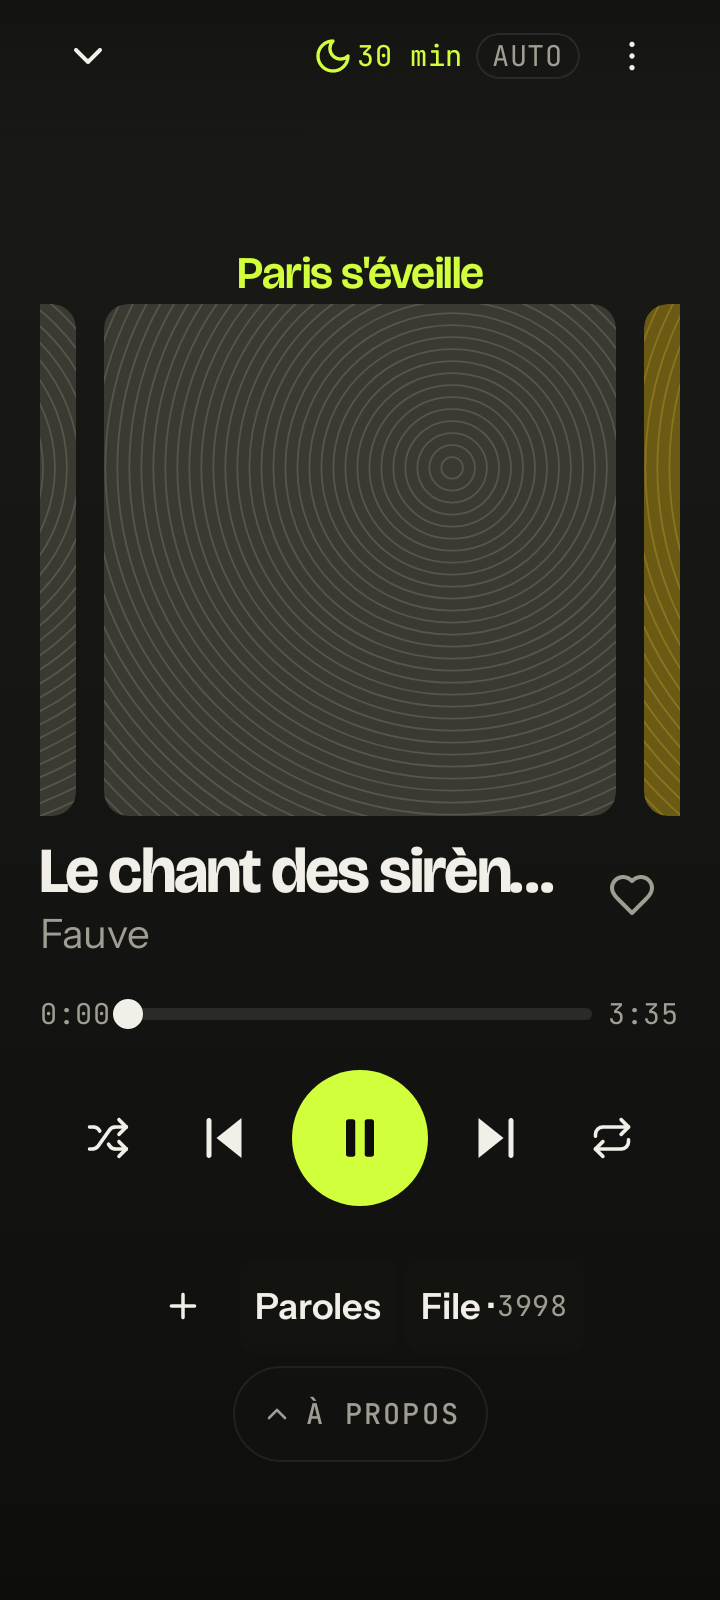 30 min AUTO
Paris s'éveille
Le chant des sirèn...
Fauve
0:00 3:35
Paroles File ·3998
À PROPOS